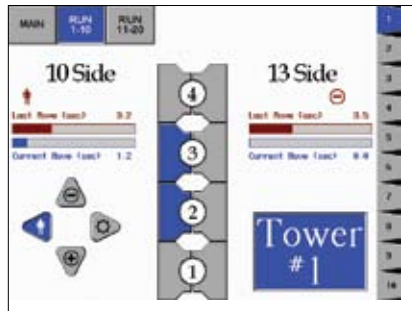 MAIN
RUN
1-10
RUN
11-20
10 Side
13 Side
Last Move (sec) 3.2
Current Move (sec) 1.2
4
3
2
1
Last Move (sec) 3.5
Current Move (sec) 0.0
Tower
#1
1
2
3
4
5
6
7
8
9
10